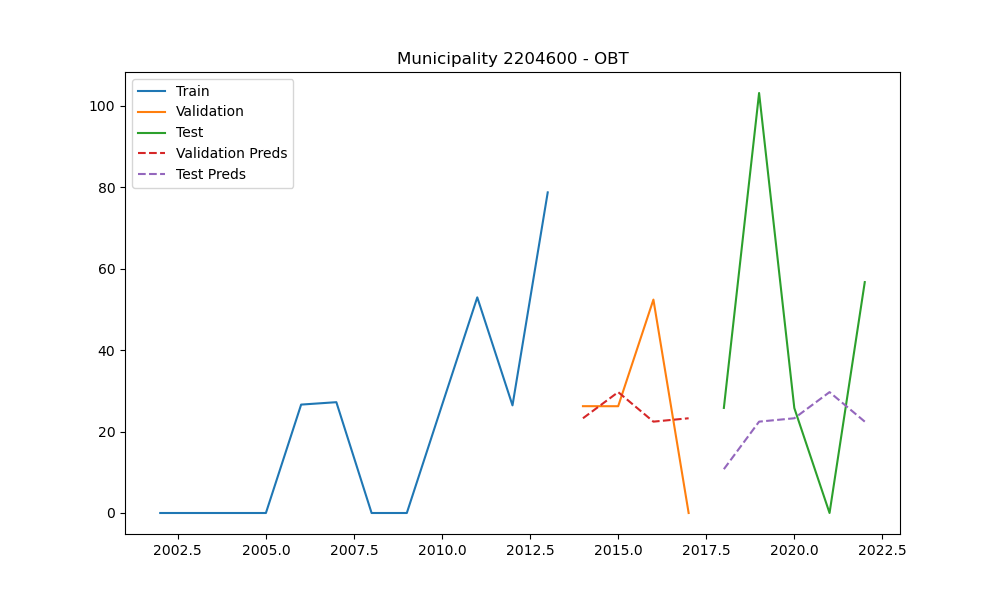 Municipality 2204600 - OBT
Train
Validation
Test
Validation Preds
Test Preds
100
80
60
40
20
0
2002.5 2005.0 2007.5 2010.0 2012.5 2015.0 2017.5 2020.0 2022.5